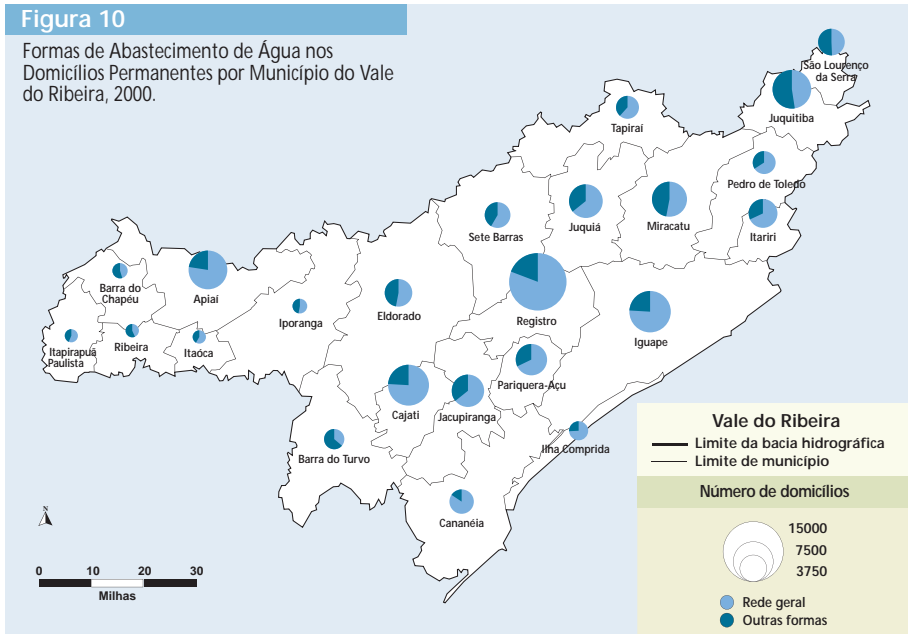 Figura 10
Formas de Abastecimento de Água nos
Domicílios Permanentes por Município do Vale
do Ribeira, 2000.
São Lourenço
da Serra
Juquitiba
Tapiraí
Pedro de Toledo
Sete Barras
Juquiá
Miracatu
Itariri
Barra do
Chapéu
Apiaí
Iporanga
Eldorado
Registro
Iguape
Itapirapuã
Paulista
Ribeira
Itaóca
Pariquera-Açu
Cajati
Jacupiranga
Ilha Comprida
Barra do Turvo
Cananéia
N
0 10 20 30
Milhas
Vale do Ribeira
Limite da bacia hidrográfica
Limite de município
Número de domicílios
15000
7500
3750
Rede geral
Outras formas